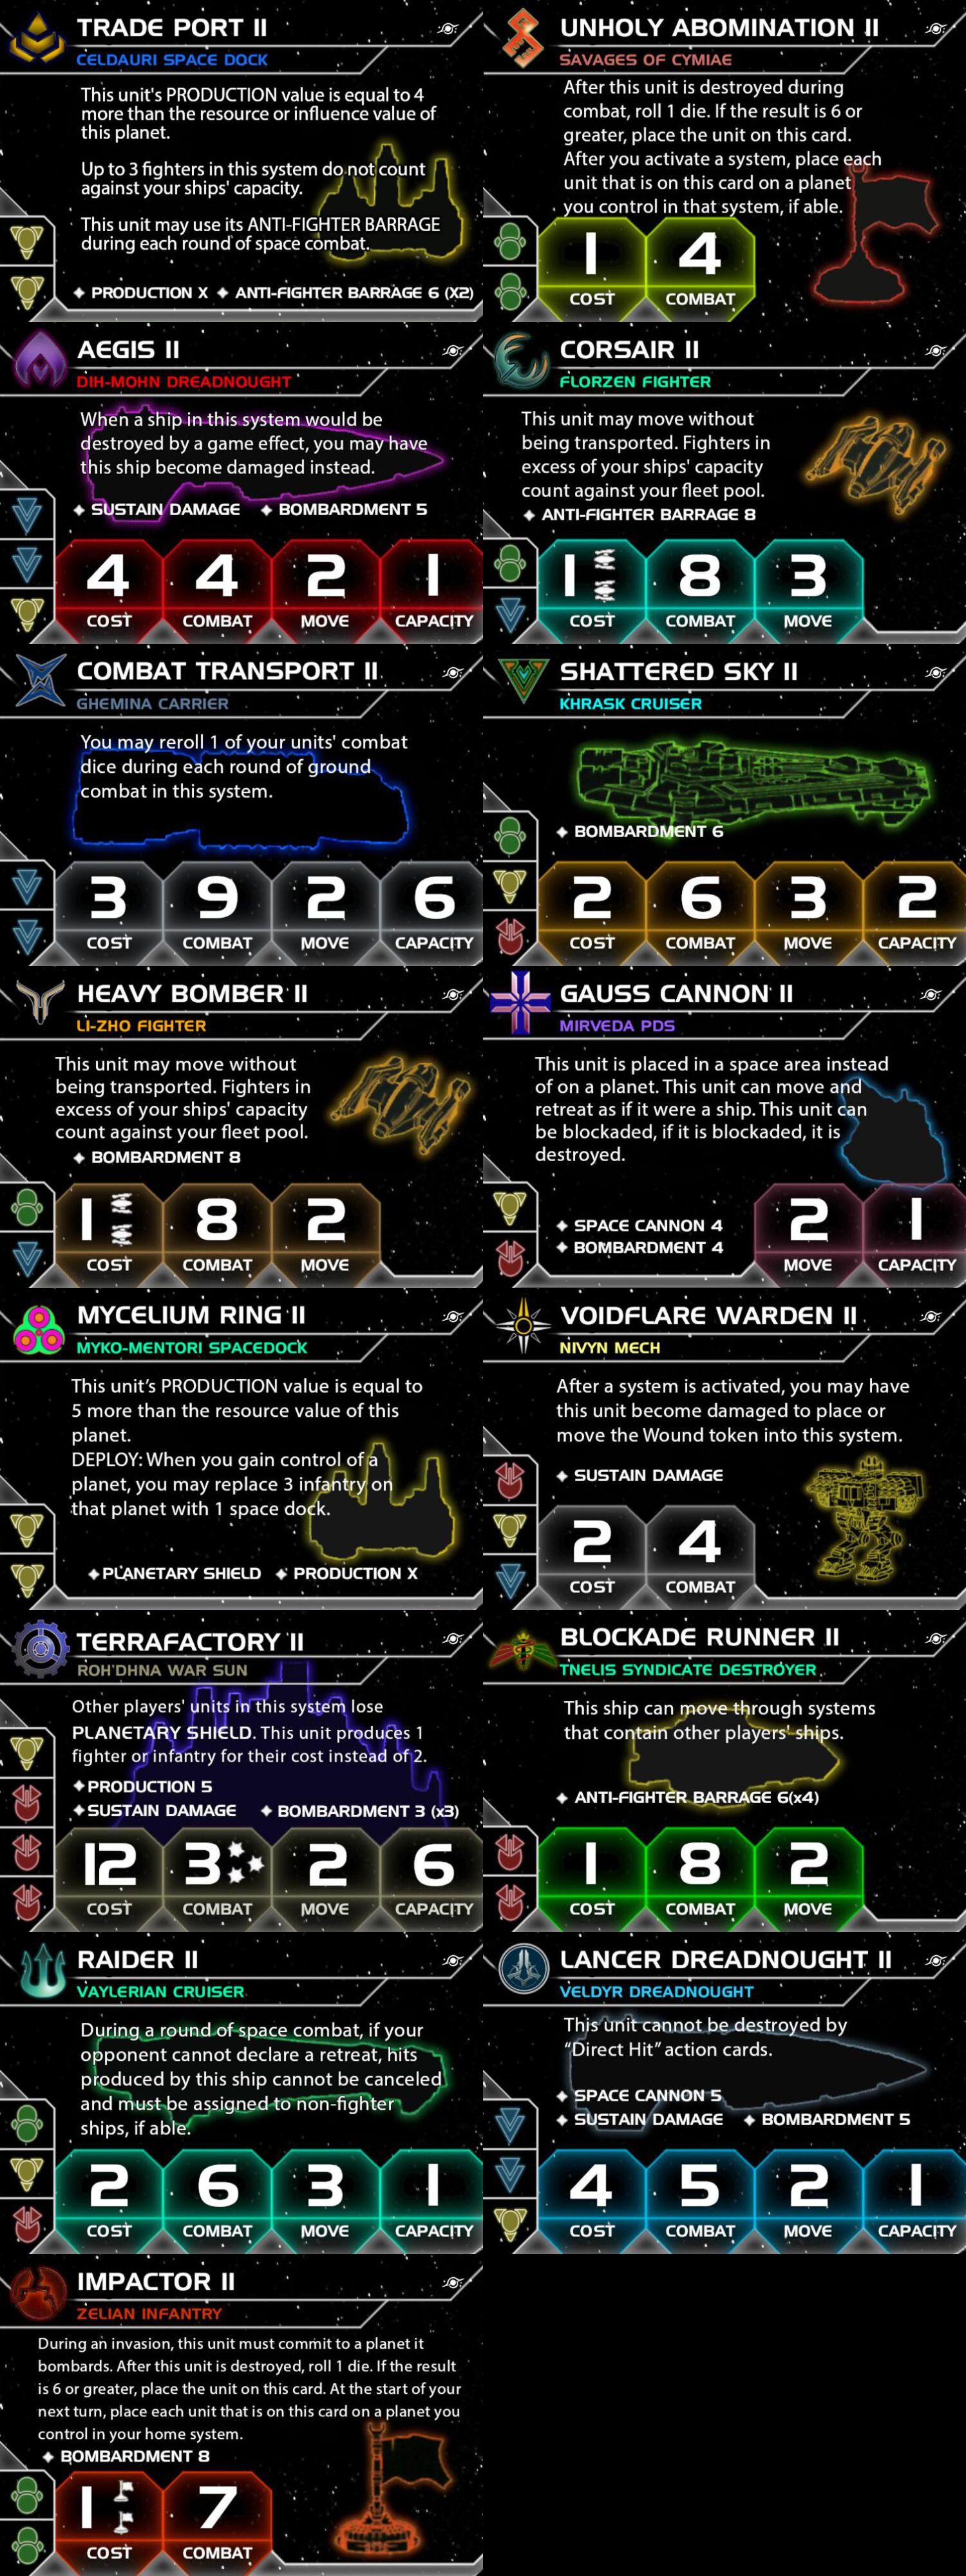 TRADE PORT II
CELDAURI SPACE DOCK
This unit's PRODUCTION value is equal to 4
more than the resource or influence value of
this planet.
Up to 3 fighters in this system do not count
against your ships' capacity.
This unit may use its ANTI-FIGHTER BARRAGE
during each round of space combat.
PRODUCTION X ANTI-FIGHTER BARRAGE 6 (X2)
UNHOLY ABOMINATION II
SAVAGES OF CYMIAE
After this unit is destroyed during
combat, roll 1 die. If the result is 6 or
greater, place the unit on this card.
After you activate a system, place each
unit that is on this card on a planet
you control in that system, if able.
1 4
COST COMBAT
AEGIS II
DIH-MOHN DREADNOUGHT
When a ship in this system would be
destroyed by a game effect, you may have
this ship become damaged instead.
SUSTAIN DAMAGE BOMBARDMENT 5
4 4 2 1
COST COMBAT MOVE CAPACITY
CORSAIR II
FLORZEN FIGHTER
This unit may move without
being transported. Fighters in
excess of your ships' capacity
count against your fleet pool.
ANTI-FIGHTER BARRAGE 8
1 8 3
COST COMBAT MOVE
COMBAT TRANSPORT II
GHEMINA CARRIER
You may reroll 1 of your units' combat
dice during each round of ground
combat in this system.
3 9 2 6
COST COMBAT MOVE CAPACITY
SHATTERED SKY II
KHRASK CRUISER
BOMBARDMENT 6
2 6 3 2
COST COMBAT MOVE CAPACITY
HEAVY BOMBER II
LI-ZHO FIGHTER
This unit may move without
being transported. Fighters in
excess of your ships' capacity
count against your fleet pool.
BOMBARDMENT 8
1 8 2
COST COMBAT MOVE
GAUSS CANNON II
MIRVEDA PDS
This unit is placed in a space area instead
of on a planet. This unit can move and
retreat as if it were a ship. This unit can
be blockaded, if it is blockaded, it is
destroyed.
SPACE CANNON 4
BOMBARDMENT 4
2 1
MOVE CAPACITY
MYCELIUM RING II
MYKO-MENTORI SPACEDOCK
This unit's PRODUCTION value is equal to
5 more than the resource value of this
planet.
DEPLOY: When you gain control of a
planet, you may replace 3 infantry on
that planet with 1 space dock.
PLANETARY SHIELD PRODUCTION X
VOIDFLARE WARDEN II
NIVYN MECH
After a system is activated, you may have
this unit become damaged to place or
move the Wound token into this system.
SUSTAIN DAMAGE
2 4
COST COMBAT
TERRAFACTORY II
ROH'DHNA WAR SUN
Other players' units in this system lose
PLANETARY SHIELD. This unit produces 1
fighter or infantry for their cost instead of 2.
PRODUCTION 5
SUSTAIN DAMAGE BOMBARDMENT 3 (x3)
12 3 2 6
COST COMBAT MOVE CAPACITY
BLOCKADE RUNNER II
TNELIS SYNDICATE DESTROYER
This ship can move through systems
that contain other players' ships.
ANTI-FIGHTER BARRAGE 6(x4)
1 8 2
COST COMBAT MOVE
RAIDER II
VAYLERIAN CRUISER
During a round of space combat, if your
opponent cannot declare a retreat, hits
produced by this ship cannot be canceled
and must be assigned to non-fighter
ships, if able.
2 6 3 1
COST COMBAT MOVE CAPACITY
LANCER DREADNOUGHT II
VELDYR DREADNOUGHT
This unit cannot be destroyed by
“Direct Hit” action cards.
SPACE CANNON 5
SUSTAIN DAMAGE BOMBARDMENT 5
4 5 2 1
COST COMBAT MOVE CAPACITY
IMPACTOR II
ZELIAN INFANTRY
During an invasion, this unit must commit to a planet it
bombards. After this unit is destroyed, roll 1 die. If the result
is 6 or greater, place the unit on this card. At the start of your
next turn, place each unit that is on this card on a planet you
control in your home system.
BOMBARDMENT 8
1 7
COST COMBAT